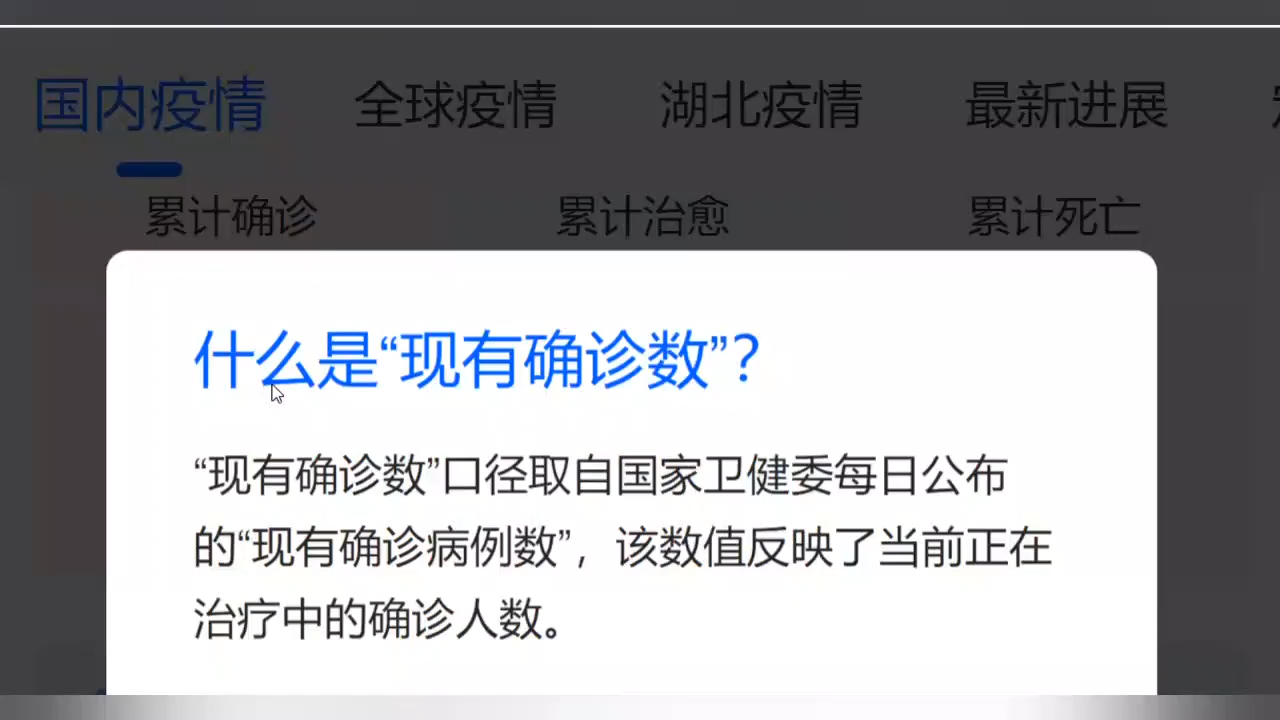 国内疫情 全球疫情 湖北疫情 最新进展
累计确诊 累计治愈 累计死亡
什么是“现有确诊数”？
“现有确诊数”口径取自国家卫健委每日公布
的“现有确诊病例数”，该数值反映了当前正在
治疗中的确诊人数。